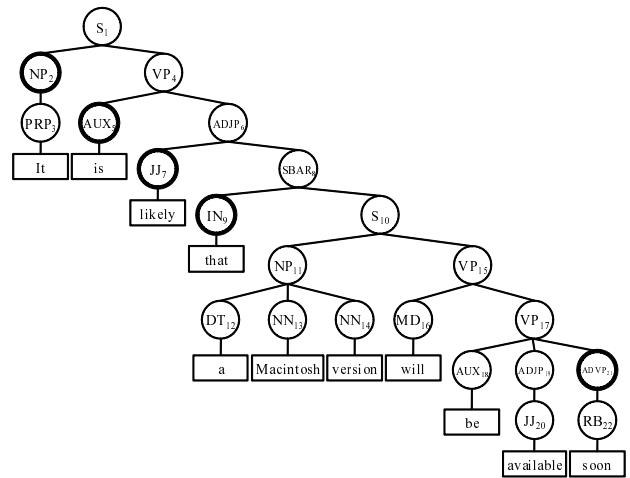 S1
NP2 VP4
PRP3 AUX5 ADJP6
It is JJ7 SBAR8
likely IN9 S10
that NP11 VP15
DT12 NN13 NN14 MD16 VP17
a Macintosh version will AUX18 ADJP19 ADVP21
be JJ20 RB22
available soon